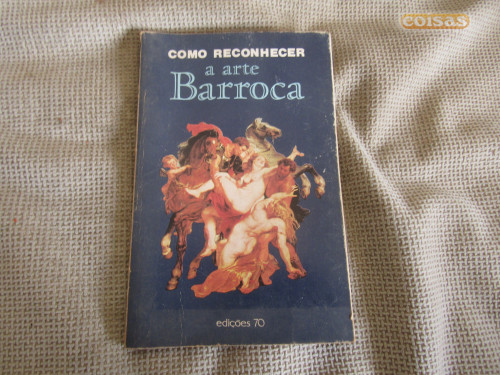 coisas
COMO RECONHECER
a arte
Barroca
edições 70